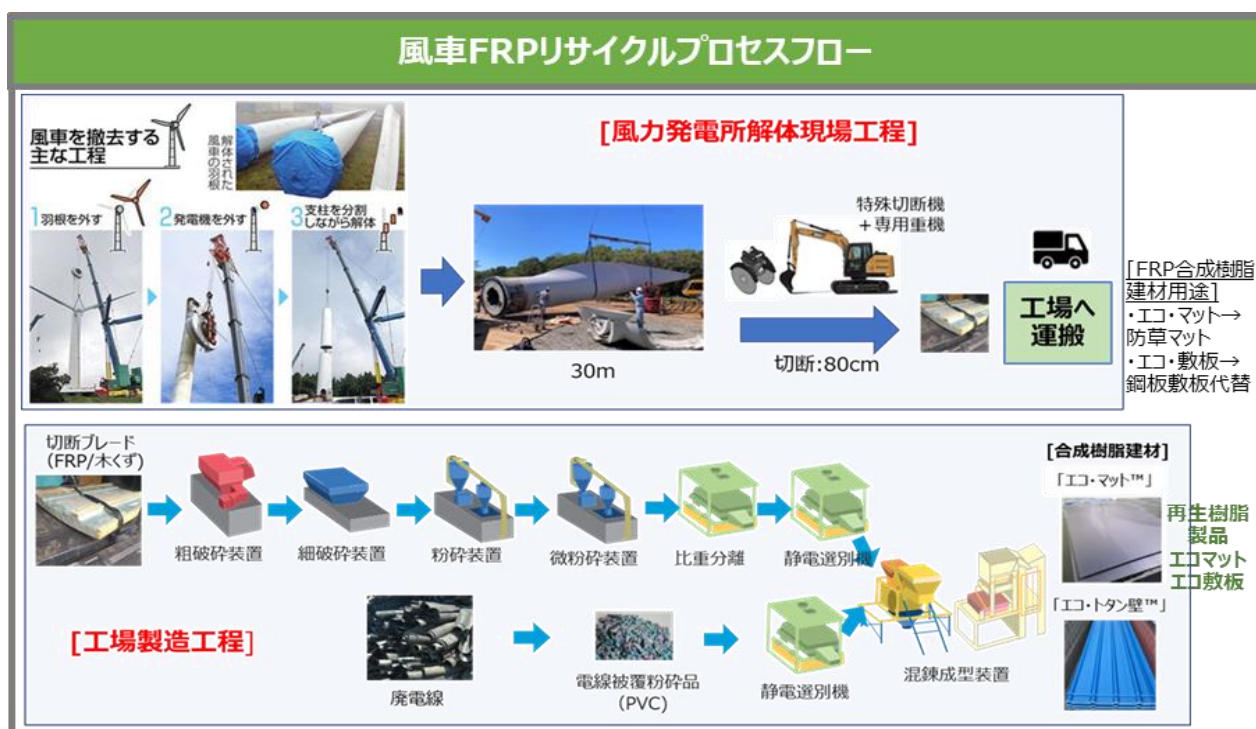 風車FRPリサイクルプロセスフロー
風車を撤去する
主な工程
解体された
風車の羽根
[風力発電所解体現場工程]
1羽根を外す
2発電機を外す
3支柱を分割
しながら解体
30m
特殊切断機
+専用重機
切断:80cm
工場へ
運搬
[FRP合成樹脂
建材用途]
・エコ・マット→
防草マット
・エコ・敷板→
鋼板敷板代替
切断ブレード
(FRP/木くず)
粗破砕装置
細破砕装置
粉砕装置
微粉砕装置
比重分離
静電選別機
[工場製造工程]
廃電線
電線被覆粉砕品
(PVC)
静電選別機
混錬成型装置
[合成樹脂建材]
「エコ・マット™」
「エコ・トタン壁™」
再生樹脂
製品
エコマット
エコ敷板